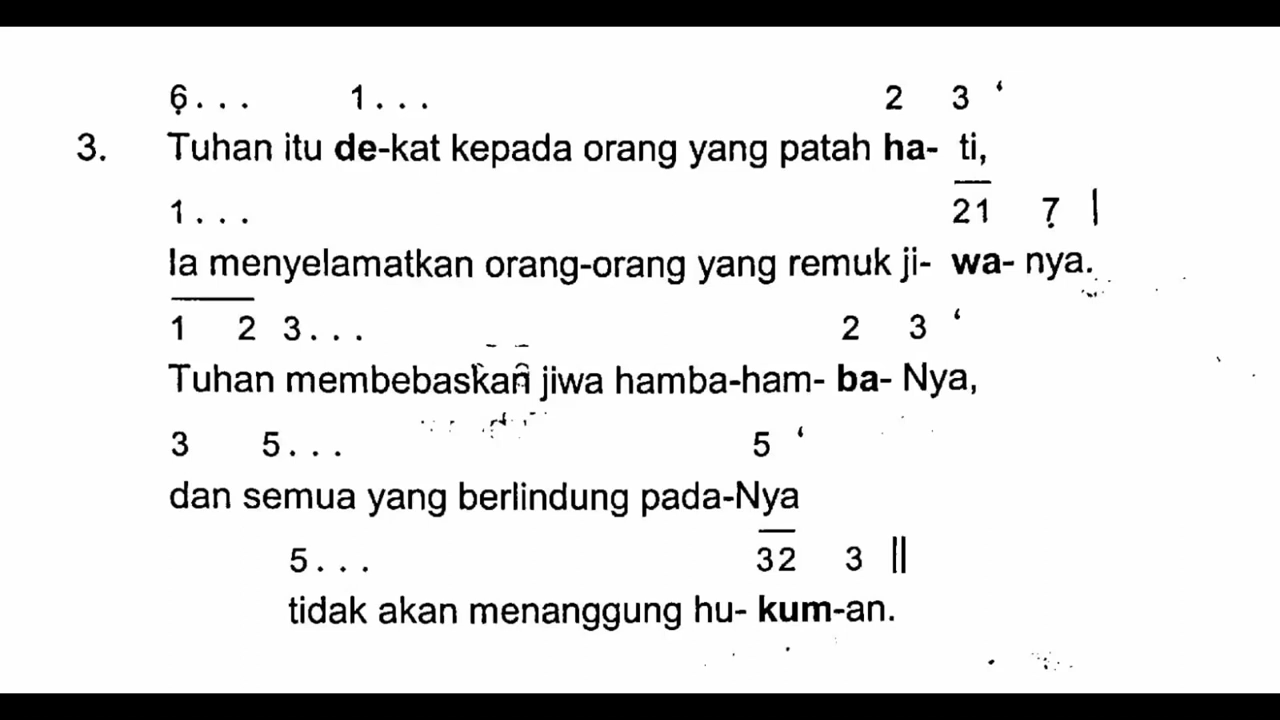 6̣... 1... 2 3 ‘
3. Tuhan itu de-kat kepada orang yang patah ha- ti,
1... 21 7̣ |
Ia menyelamatkan orang-orang yang remuk ji- wa- nya.
1 2 3... 2 3 ‘
Tuhan membebaskan jiwa hamba-ham- ba- Nya,
3 5... 5 ‘
dan semua yang berlindung pada-Nya
5... 32 3 ||
tidak akan menanggung hu- kum-an.